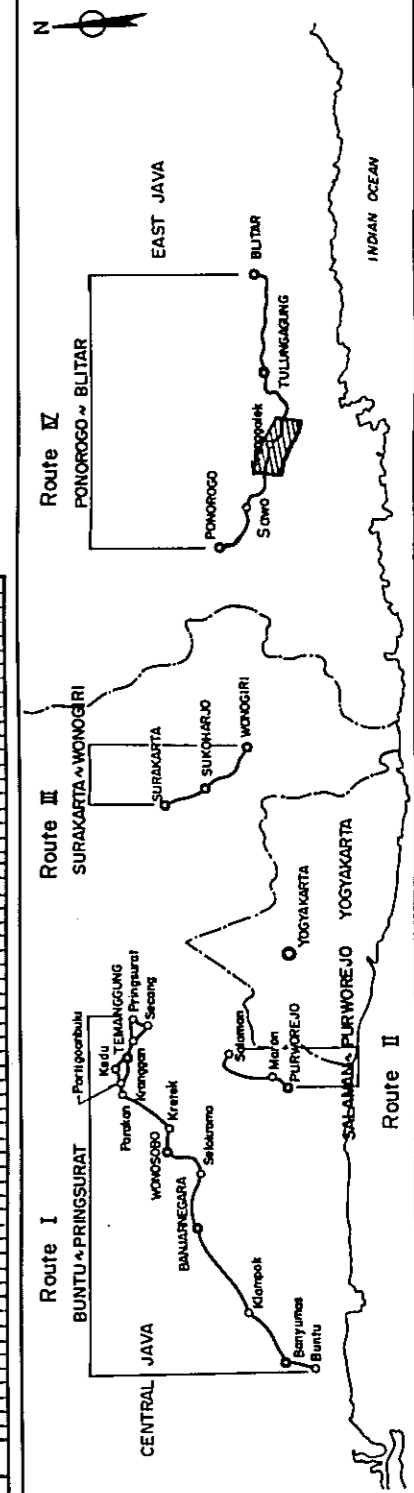 N
Route I
BUNTU ~ PRINGSURAT
CENTRAL JAVA
Buntu
Banyumas
Klampok
BANJARNEGARA
Selokromo
WONOSOBO
Kretek
Parakan
Kedu
TEMANGGUNG
Kranggan
Pringsurat
Secang
Route II
SALAMAN ~ PURWOREJO
Salaman
Maron
PURWOREJO
YOGYAKARTA
YOGYAKARTA
Route III
SURAKARTA ~ WONOGIRI
SURAKARTA
SUKOHARJO
WONOGIRI
Route IV
PONOROGO ~ BLITAR
EAST JAVA
PONOROGO
Sawo
TULUNGAGUNG
BLITAR
INDIAN OCEAN